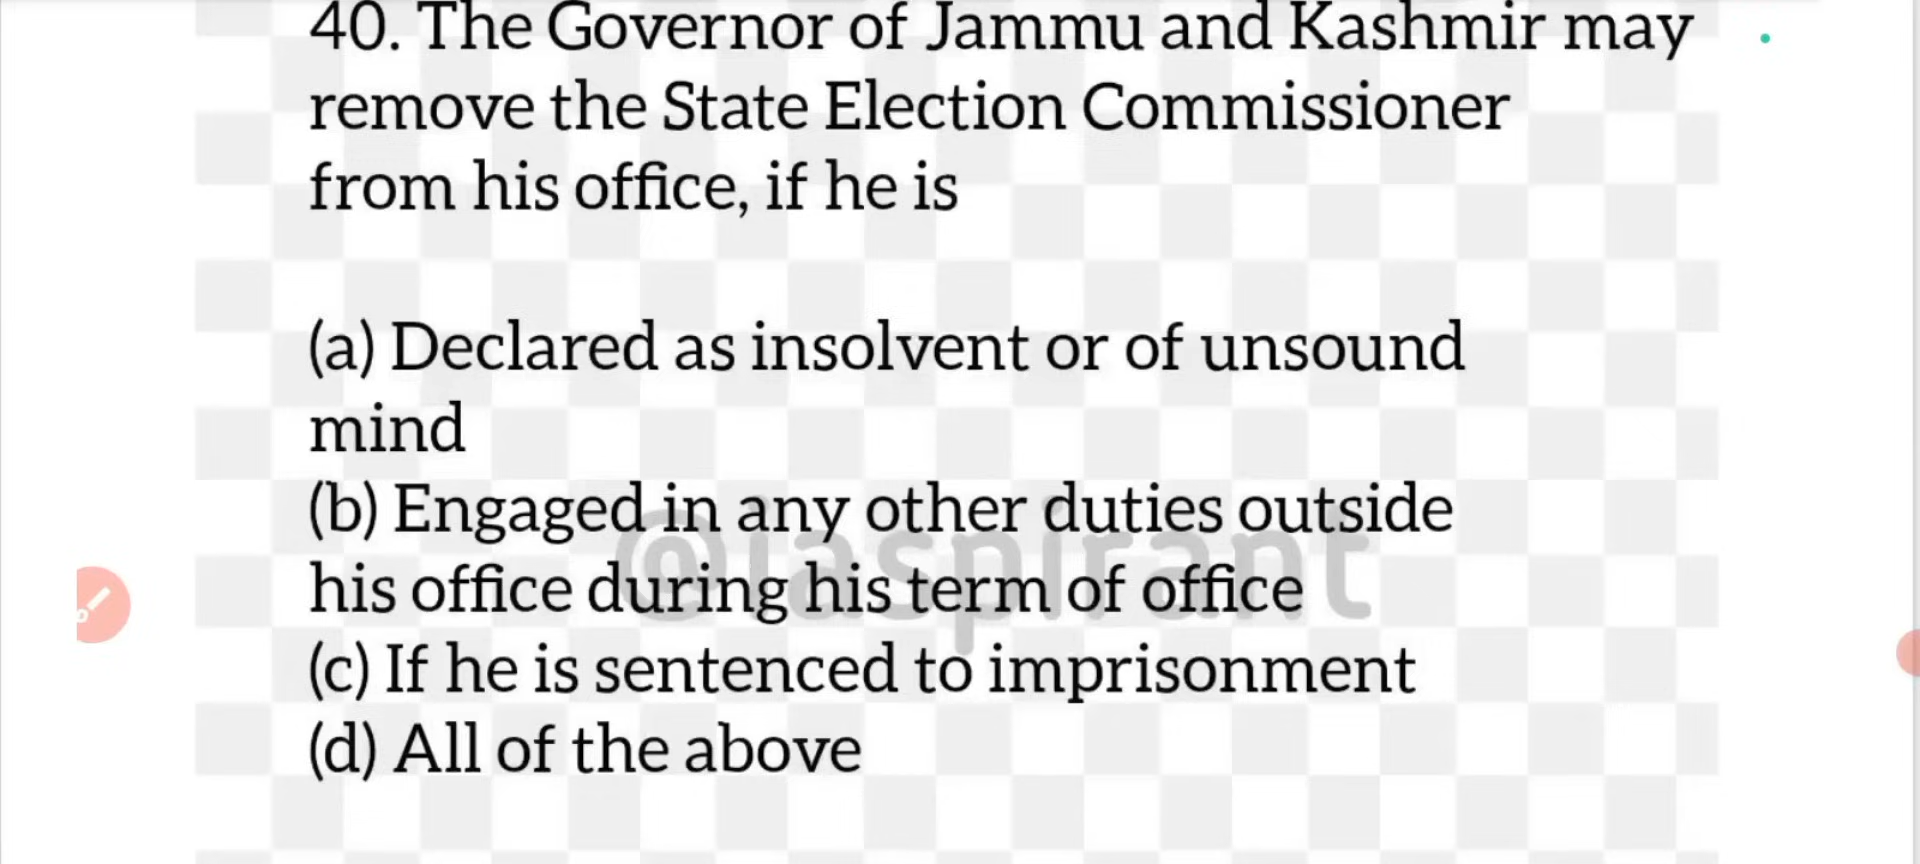 40. The Governor of Jammu and Kashmir may
remove the State Election Commissioner
from his office, if he is
(a) Declared as insolvent or of unsound
mind
(b) Engaged in any other duties outside
his office during his term of office
@iaspirant
(c) If he is sentenced to imprisonment
(d) All of the above